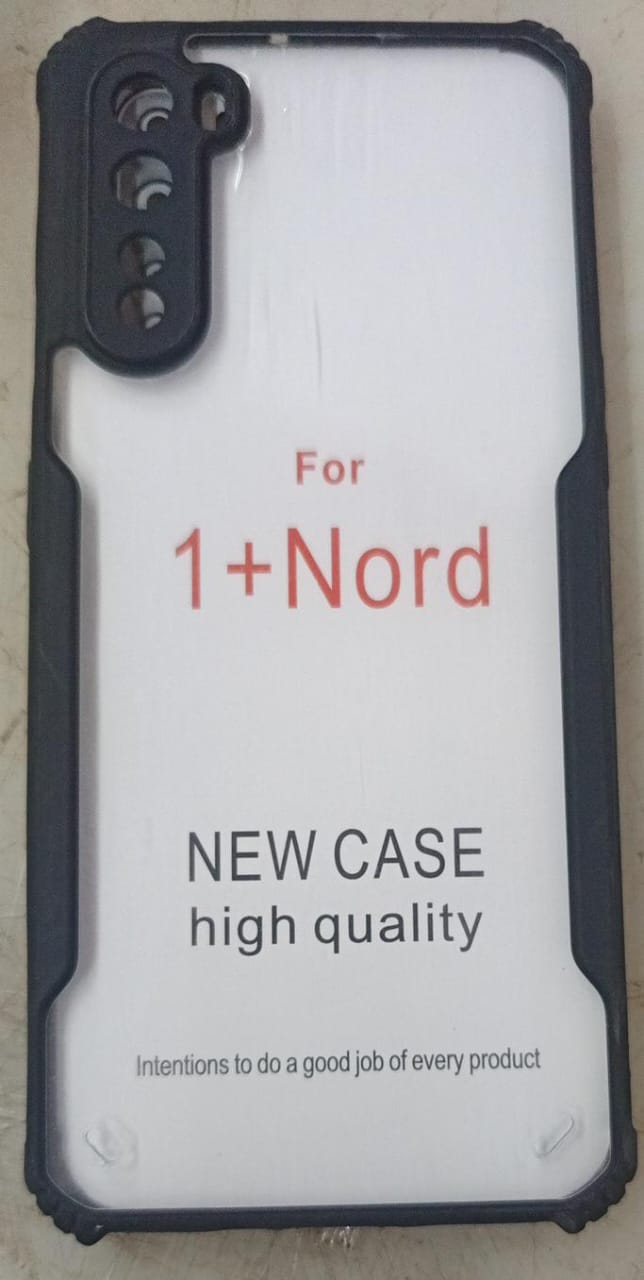 For
1+Nord
NEW CASE
high quality
Intentions to do a good job of every product